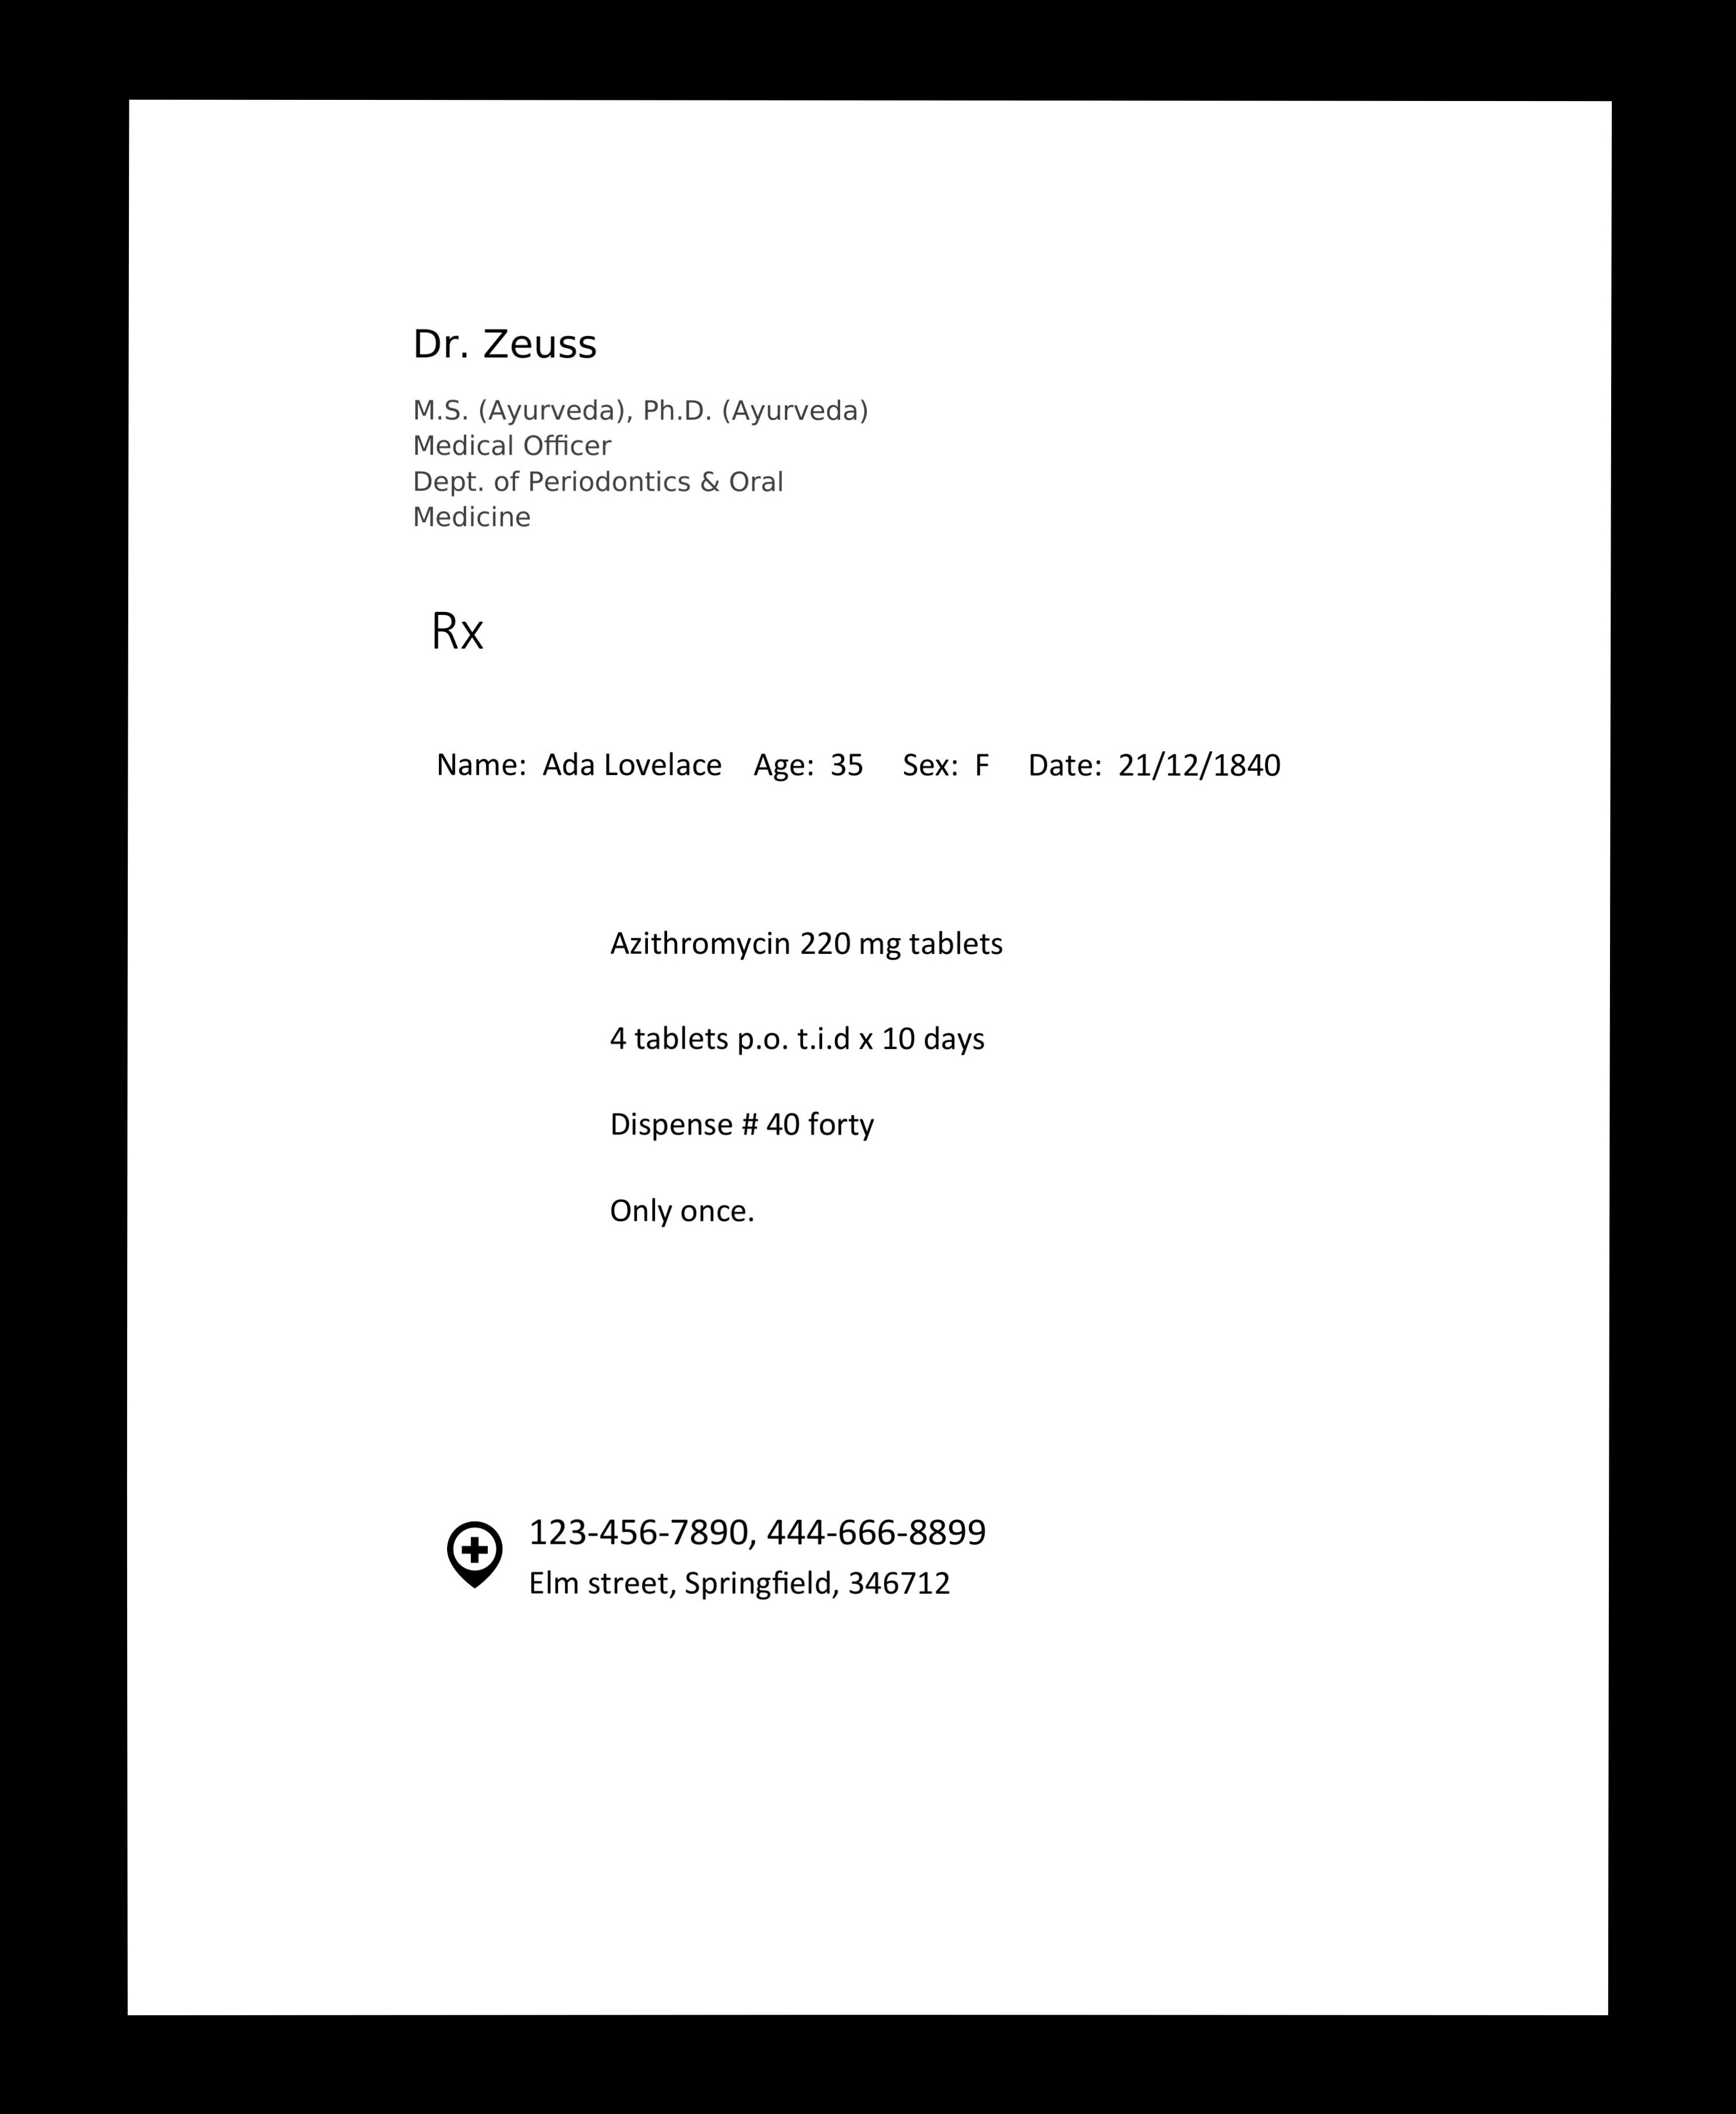 Dr. Zeuss
M.S. (Ayurveda), Ph.D. (Ayurveda)
Medical Officer
Dept. of Periodontics & Oral
Medicine
Rx
Name: Ada Lovelace Age: 35 Sex: F Date: 21/12/1840
Azithromycin 220 mg tablets
4 tablets p.o. t.i.d x 10 days
Dispense # 40 forty
Only once.
123-456-7890, 444-666-8899
Elm street, Springfield, 346712